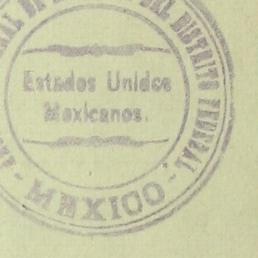 DEL DISTRITO FEDERAL
Estados Unidos
Mexicanos.
MEXICO